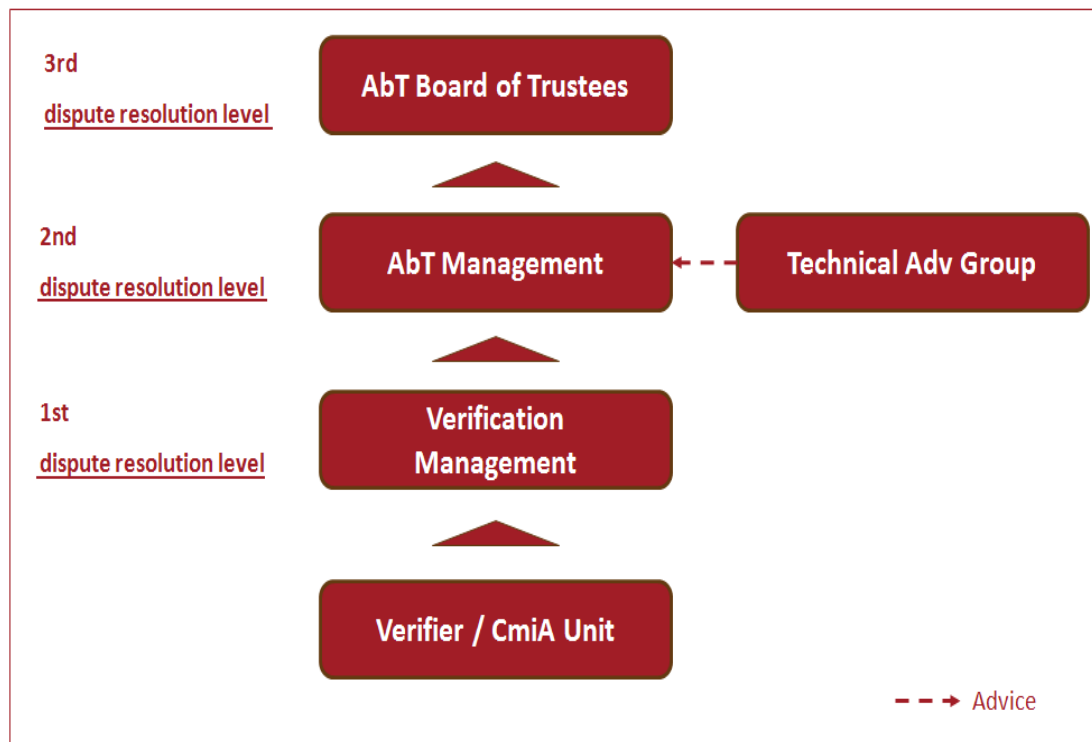 3rd
dispute resolution level
AbT Board of Trustees
2nd
dispute resolution level
AbT Management
Technical Adv Group
1st
dispute resolution level
Verification
Management
Verifier / CmiA Unit
Advice